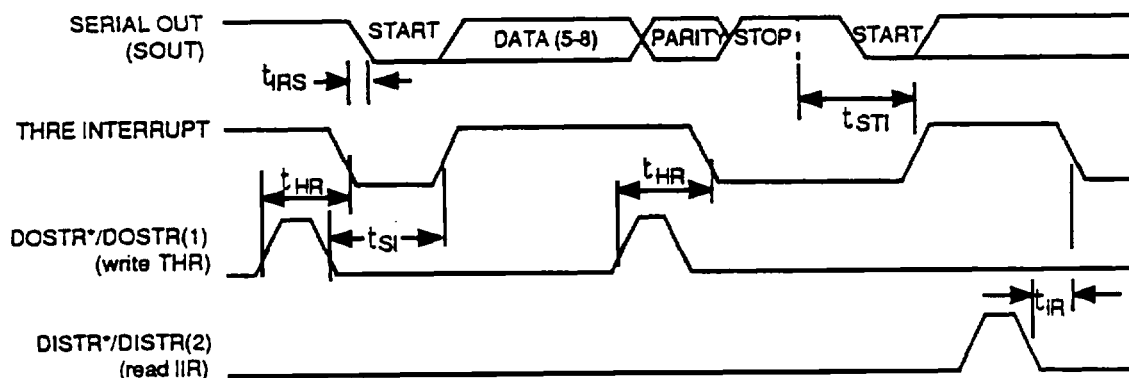 SERIAL OUT
(SOUT)
START
DATA (5-8)
PARITY
STOP
START
tIRS
tSTI
THRE INTERRUPT
tHR
tHR
DOSTR*/DOSTR(1)
(write THR)
tSI
tIR
DISTR*/DISTR(2)
(read IIR)